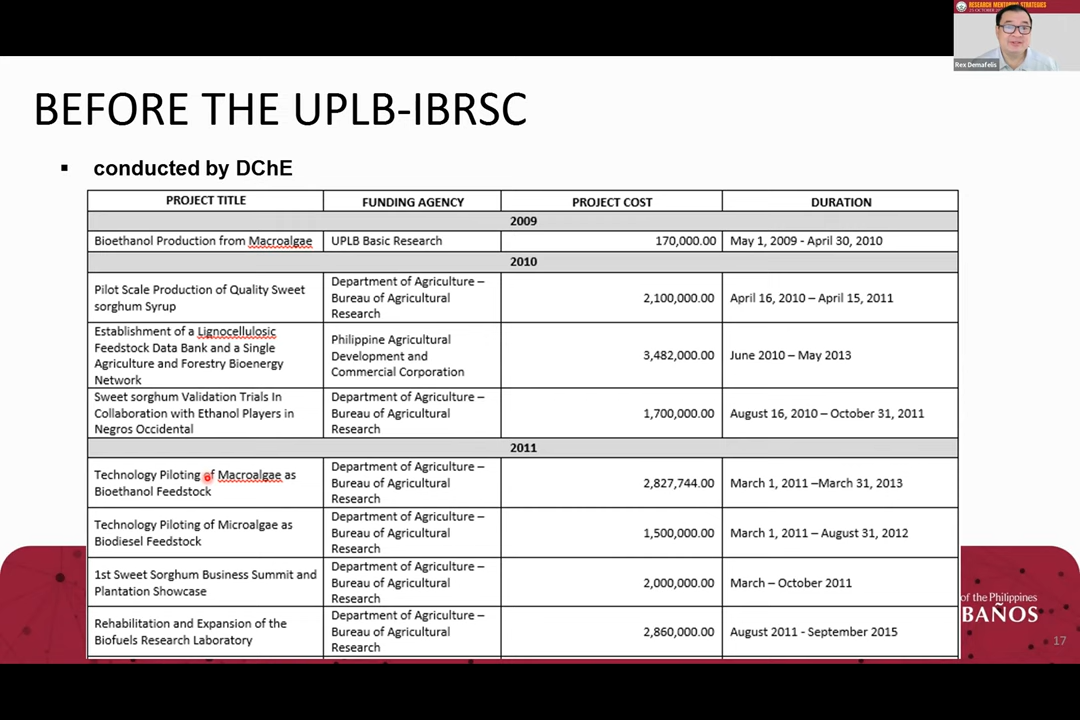 RESEARCH MENTORING STRATEGIES
Rex Demafelis
BEFORE THE UPLB-IBRSC
▪ conducted by DChE
PROJECT TITLE FUNDING AGENCY PROJECT COST DURATION
2009
Bioethanol Production from Macroalgae UPLB Basic Research 170,000.00 May 1, 2009 - April 30, 2010
2010
Pilot Scale Production of Quality Sweet
sorghum Syrup
Department of Agriculture –
Bureau of Agricultural
Research
2,100,000.00
April 16, 2010 – April 15, 2011
Establishment of a Lignocellulosic
Feedstock Data Bank and a Single
Agriculture and Forestry Bioenergy
Network
Philippine Agricultural
Development and
Commercial Corporation
3,482,000.00
June 2010 – May 2013
Sweet sorghum Validation Trials In
Collaboration with Ethanol Players in
Negros Occidental
Department of Agriculture –
Bureau of Agricultural
Research
1,700,000.00
August 16, 2010 – October 31, 2011
2011
Technology Piloting of Macroalgae as
Bioethanol Feedstock
Department of Agriculture –
Bureau of Agricultural
Research
2,827,744.00
March 1, 2011 –March 31, 2013
Technology Piloting of Microalgae as
Biodiesel Feedstock
Department of Agriculture –
Bureau of Agricultural
Research
1,500,000.00
March 1, 2011 – August 31, 2012
1st Sweet Sorghum Business Summit and
Plantation Showcase
Department of Agriculture –
Bureau of Agricultural
Research
2,000,000.00
March – October 2011
Rehabilitation and Expansion of the
Biofuels Research Laboratory
Department of Agriculture –
Bureau of Agricultural
Research
2,860,000.00
August 2011 - September 2015
of the Philippines
BAÑOS
17